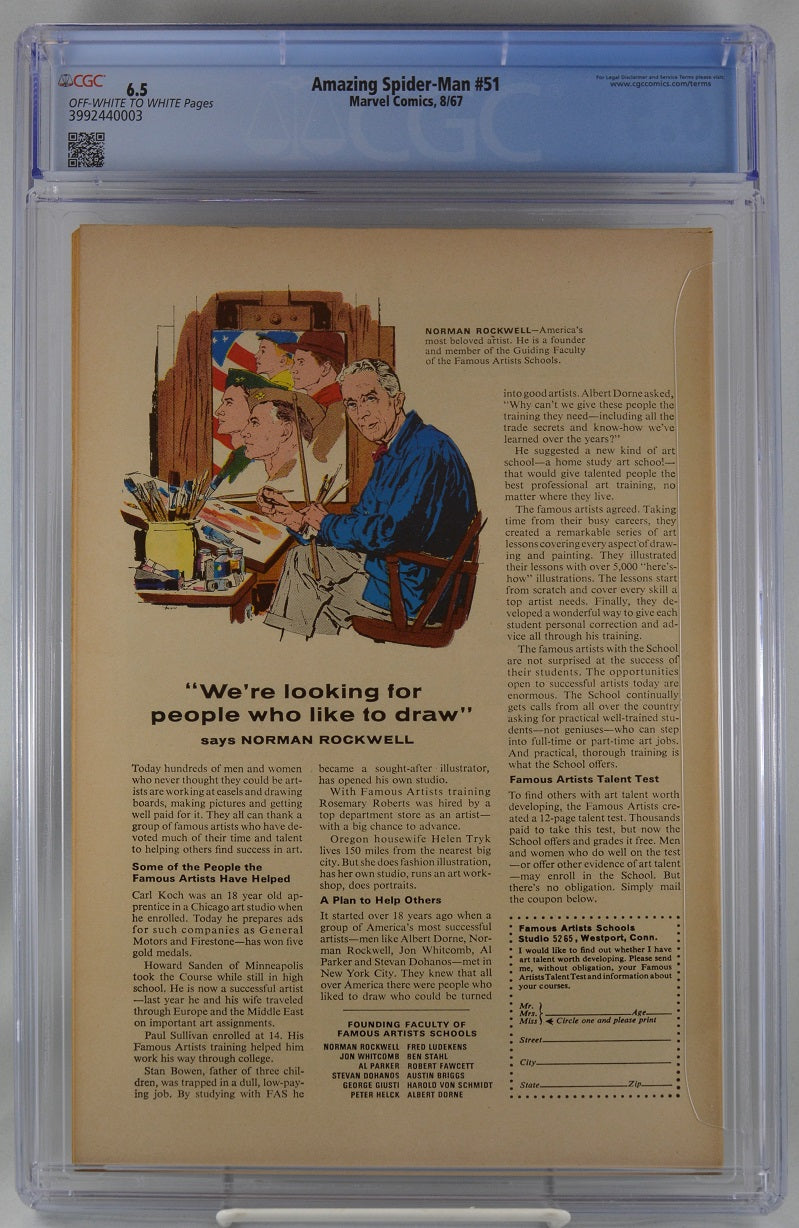 CGC
6.5
OFF-WHITE TO WHITE Pages
3992440003
Amazing Spider-Man #51
Marvel Comics, 8/67
For Legal Disclaimer and Service Terms please visit:
www.cgccomics.com/terms
CGC
NORMAN ROCKWELL—America's
most beloved artist. He is a founder
and member of the Guiding Faculty
of the Famous Artists Schools.
"We're looking for
people who like to draw"
says NORMAN ROCKWELL
Today hundreds of men and women
who never thought they could be art-
ists are working at easels and drawing
boards, making pictures and getting
well paid for it. They all can thank a
group of famous artists who have de-
voted much of their time and talent
to helping others find success in art.
Some of the People the
Famous Artists Have Helped
Carl Koch was an 18 year old ap-
prentice in a Chicago art studio when
he enrolled. Today he prepares ads
for such companies as General
Motors and Firestone—has won five
gold medals.
Howard Sanden of Minneapolis
took the Course while still in high
school. He is now a successful artist
—last year he and his wife traveled
through Europe and the Middle East
on important art assignments.
Paul Sullivan enrolled at 14. His
Famous Artists training helped him
work his way through college.
Stan Bowen, father of three chil-
dren, was trapped in a dull, low-pay-
ing job. By studying with FAS he
became a sought-after illustrator,
has opened his own studio.
With Famous Artists training
Rosemary Roberts was hired by a
top department store as an artist—
with a big chance to advance.
Oregon housewife Helen Tryk
lives 150 miles from the nearest big
city. But she does fashion illustration,
has her own studio, runs an art work-
shop, does portraits.
A Plan to Help Others
It started over 18 years ago when a
group of America's most successful
artists—men like Albert Dorne, Nor-
man Rockwell, Jon Whitcomb, Al
Parker and Stevan Dohanos—met in
New York City. They knew that all
over America there were people who
liked to draw who could be turned
FOUNDING FACULTY OF
FAMOUS ARTISTS SCHOOLS
NORMAN ROCKWELL FRED LUDEKENS
JON WHITCOMB BEN STAHL
AL PARKER ROBERT FAWCETT
STEVAN DOHANOS AUSTIN BRIGGS
GEORGE GIUSTI HAROLD VON SCHMIDT
PETER HELCK ALBERT DORNE
into good artists. Albert Dorne asked,
"Why can't we give these people the
training they need—including all the
trade secrets and know-how we've
learned over the years?"
He suggested a new kind of art
school—a home study art school—
that would give talented people the
best professional art training, no
matter where they live.
The famous artists agreed. Taking
time from their busy careers, they
created a remarkable series of art
lessons covering every aspect of draw-
ing and painting. They illustrated
their lessons with over 5,000 "here's-
how" illustrations. The lessons start
from scratch and cover every skill a
top artist needs. Finally, they de-
veloped a wonderful way to give each
student personal correction and ad-
vice all through his training.
The famous artists with the School
are not surprised at the success of
their students. The opportunities
open to successful artists today are
enormous. The School continually
gets calls from all over the country
asking for practical well-trained stu-
dents—not geniuses—who can step
into full-time or part-time art jobs.
And practical, thorough training is
what the School offers.
Famous Artists Talent Test
To find others with art talent worth
developing, the Famous Artists cre-
ated a 12-page talent test. Thousands
paid to take this test, but now the
School offers and grades it free. Men
and women who do well on the test
—or offer other evidence of art talent
—may enroll in the School. But
there's no obligation. Simply mail
the coupon below.
Famous Artists Schools
Studio 5265, Westport, Conn.
I would like to find out whether I have
art talent worth developing. Please send
me, without obligation, your Famous
Artists Talent Test and information about
your courses.
Mr.
Mrs. Age
Miss Circle one and please print
Street
City
State Zip